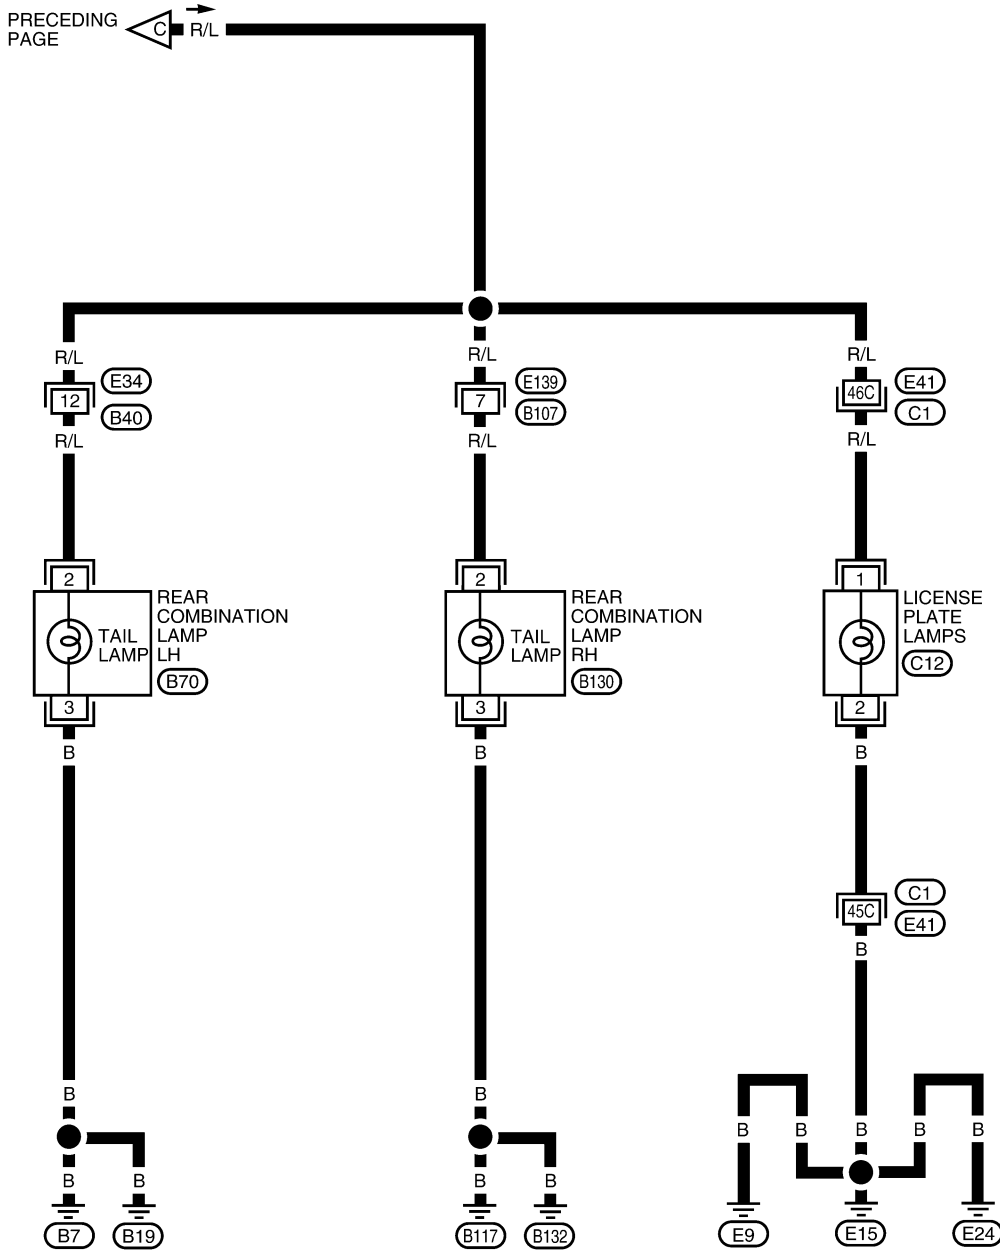 PRECEDING
PAGE
C
R/L
R/L
R/L
R/L
12
E34
B40
7
E139
B107
46C
E41
C1
R/L
R/L
R/L
2
2
1
TAIL
LAMP
REAR
COMBINATION
LAMP
LH
B70
TAIL
LAMP
REAR
COMBINATION
LAMP
RH
B130
LICENSE
PLATE
LAMPS
C12
3
3
2
B
B
B
45C
C1
E41
B
B
B
B
B
B
B
B
B
B
B
B
B7
B19
B117
B132
E9
E15
E24